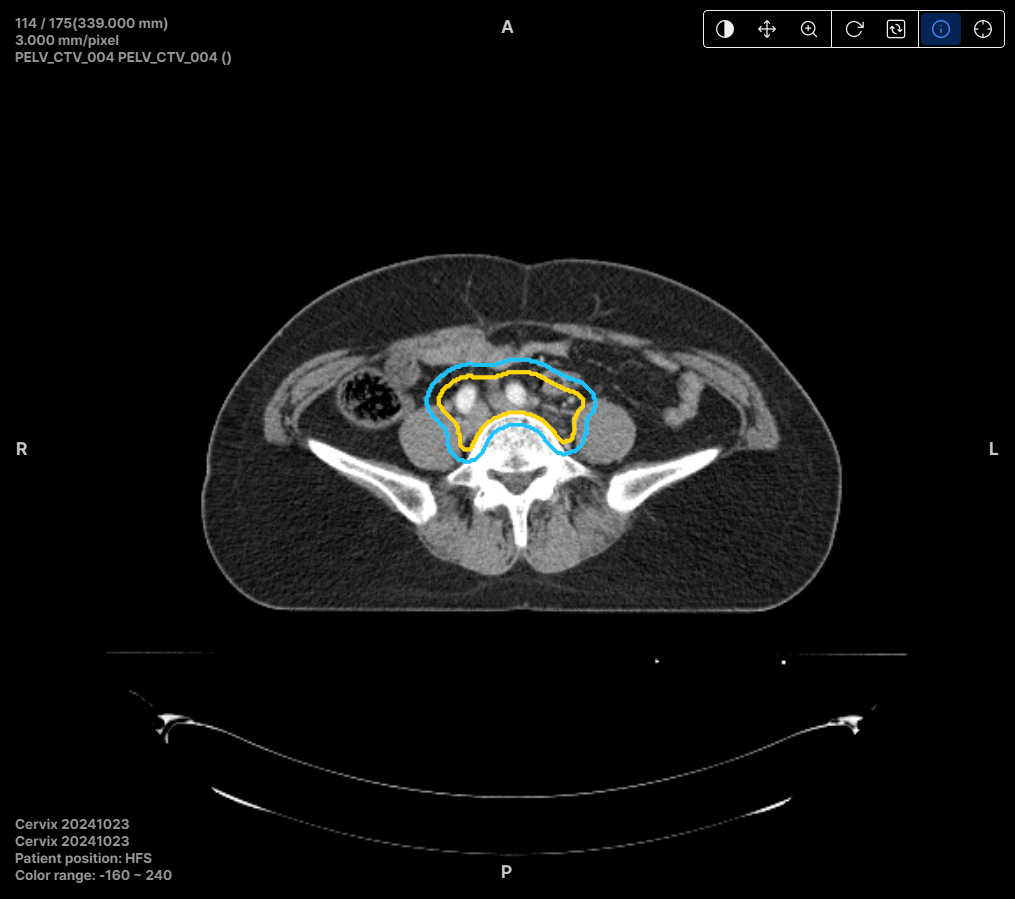 114 / 175(339.000 mm)
3.000 mm/pixel
PELV_CTV_004 PELV_CTV_004 ()
A
R
L
Cervix 20241023
Cervix 20241023
Patient position: HFS
Color range: -160 ~ 240
P